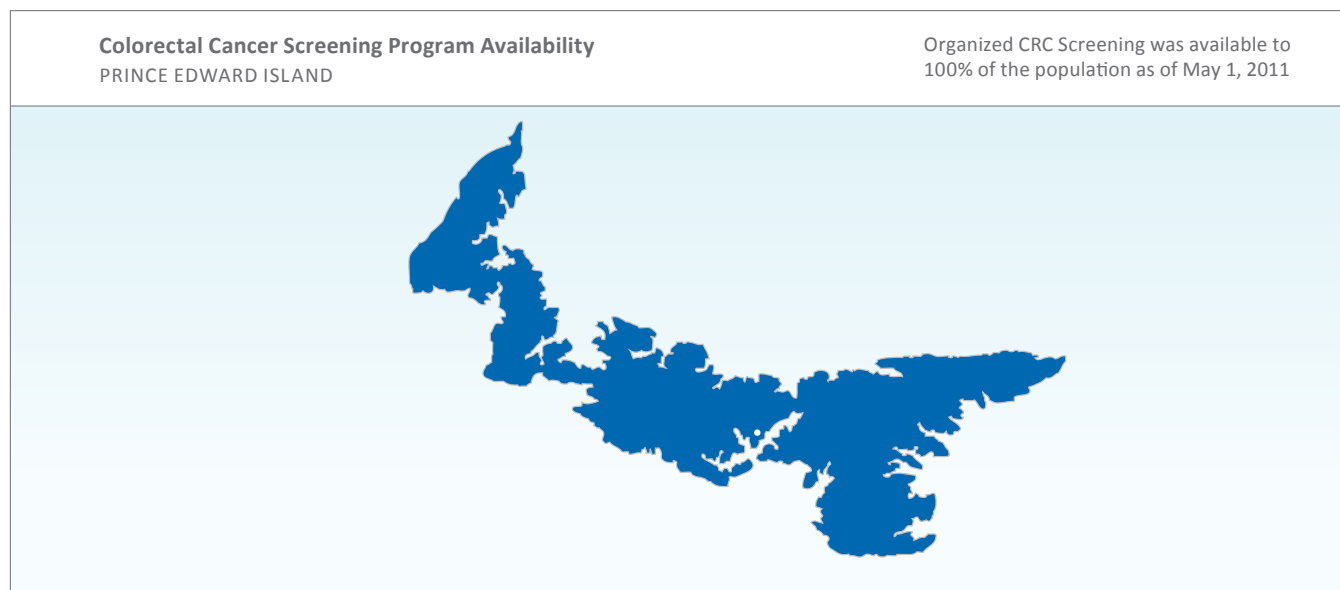 Colorectal Cancer Screening Program Availability
PRINCE EDWARD ISLAND
Organized CRC Screening was available to
100% of the population as of May 1, 2011